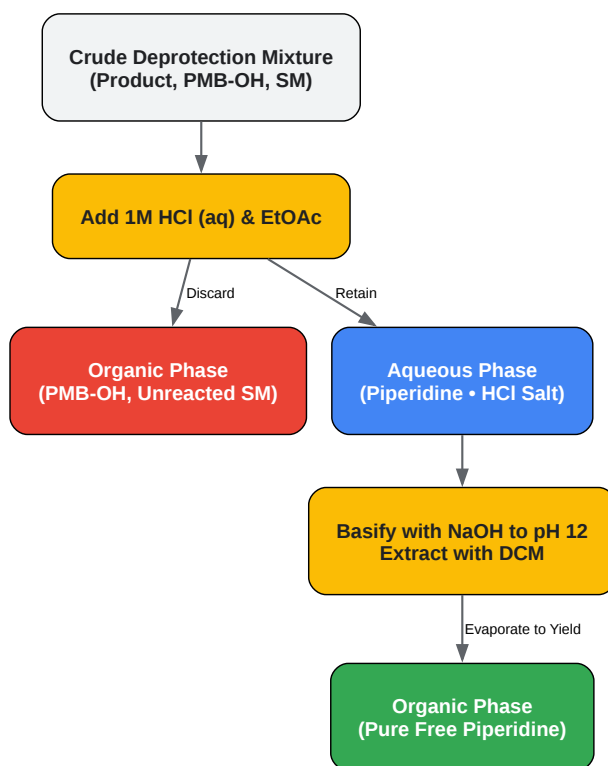 Crude Deprotection Mixture
(Product, PMB-OH, SM)
Add 1M HCl (aq) & EtOAc
Discard
Retain
Organic Phase
(PMB-OH, Unreacted SM)
Aqueous Phase
(Piperidine • HCl Salt)
Basify with NaOH to pH 12
Extract with DCM
Evaporate to Yield
Organic Phase
(Pure Free Piperidine)